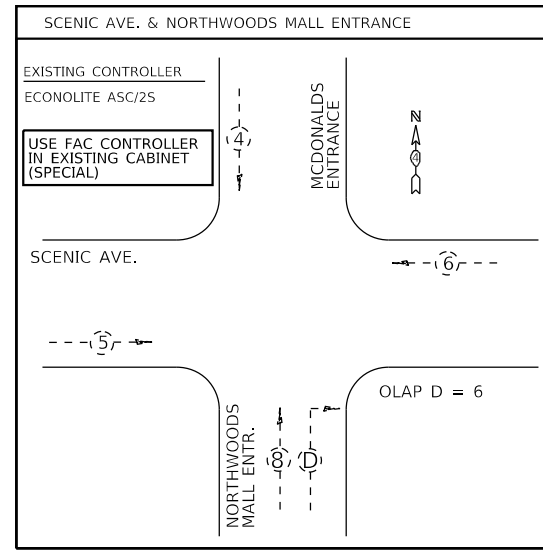 SCENIC AVE. & NORTHWOODS MALL ENTRANCE
EXISTING CONTROLLER
ECONOLITE ASC/2S
USE FAC CONTROLLER
IN EXISTING CABINET
(SPECIAL)
4
MCDONALDS
ENTRANCE
N
4
SCENIC AVE.
6
5
OLAP D = 6
NORTHWOODS
MALL ENTR.
8
D